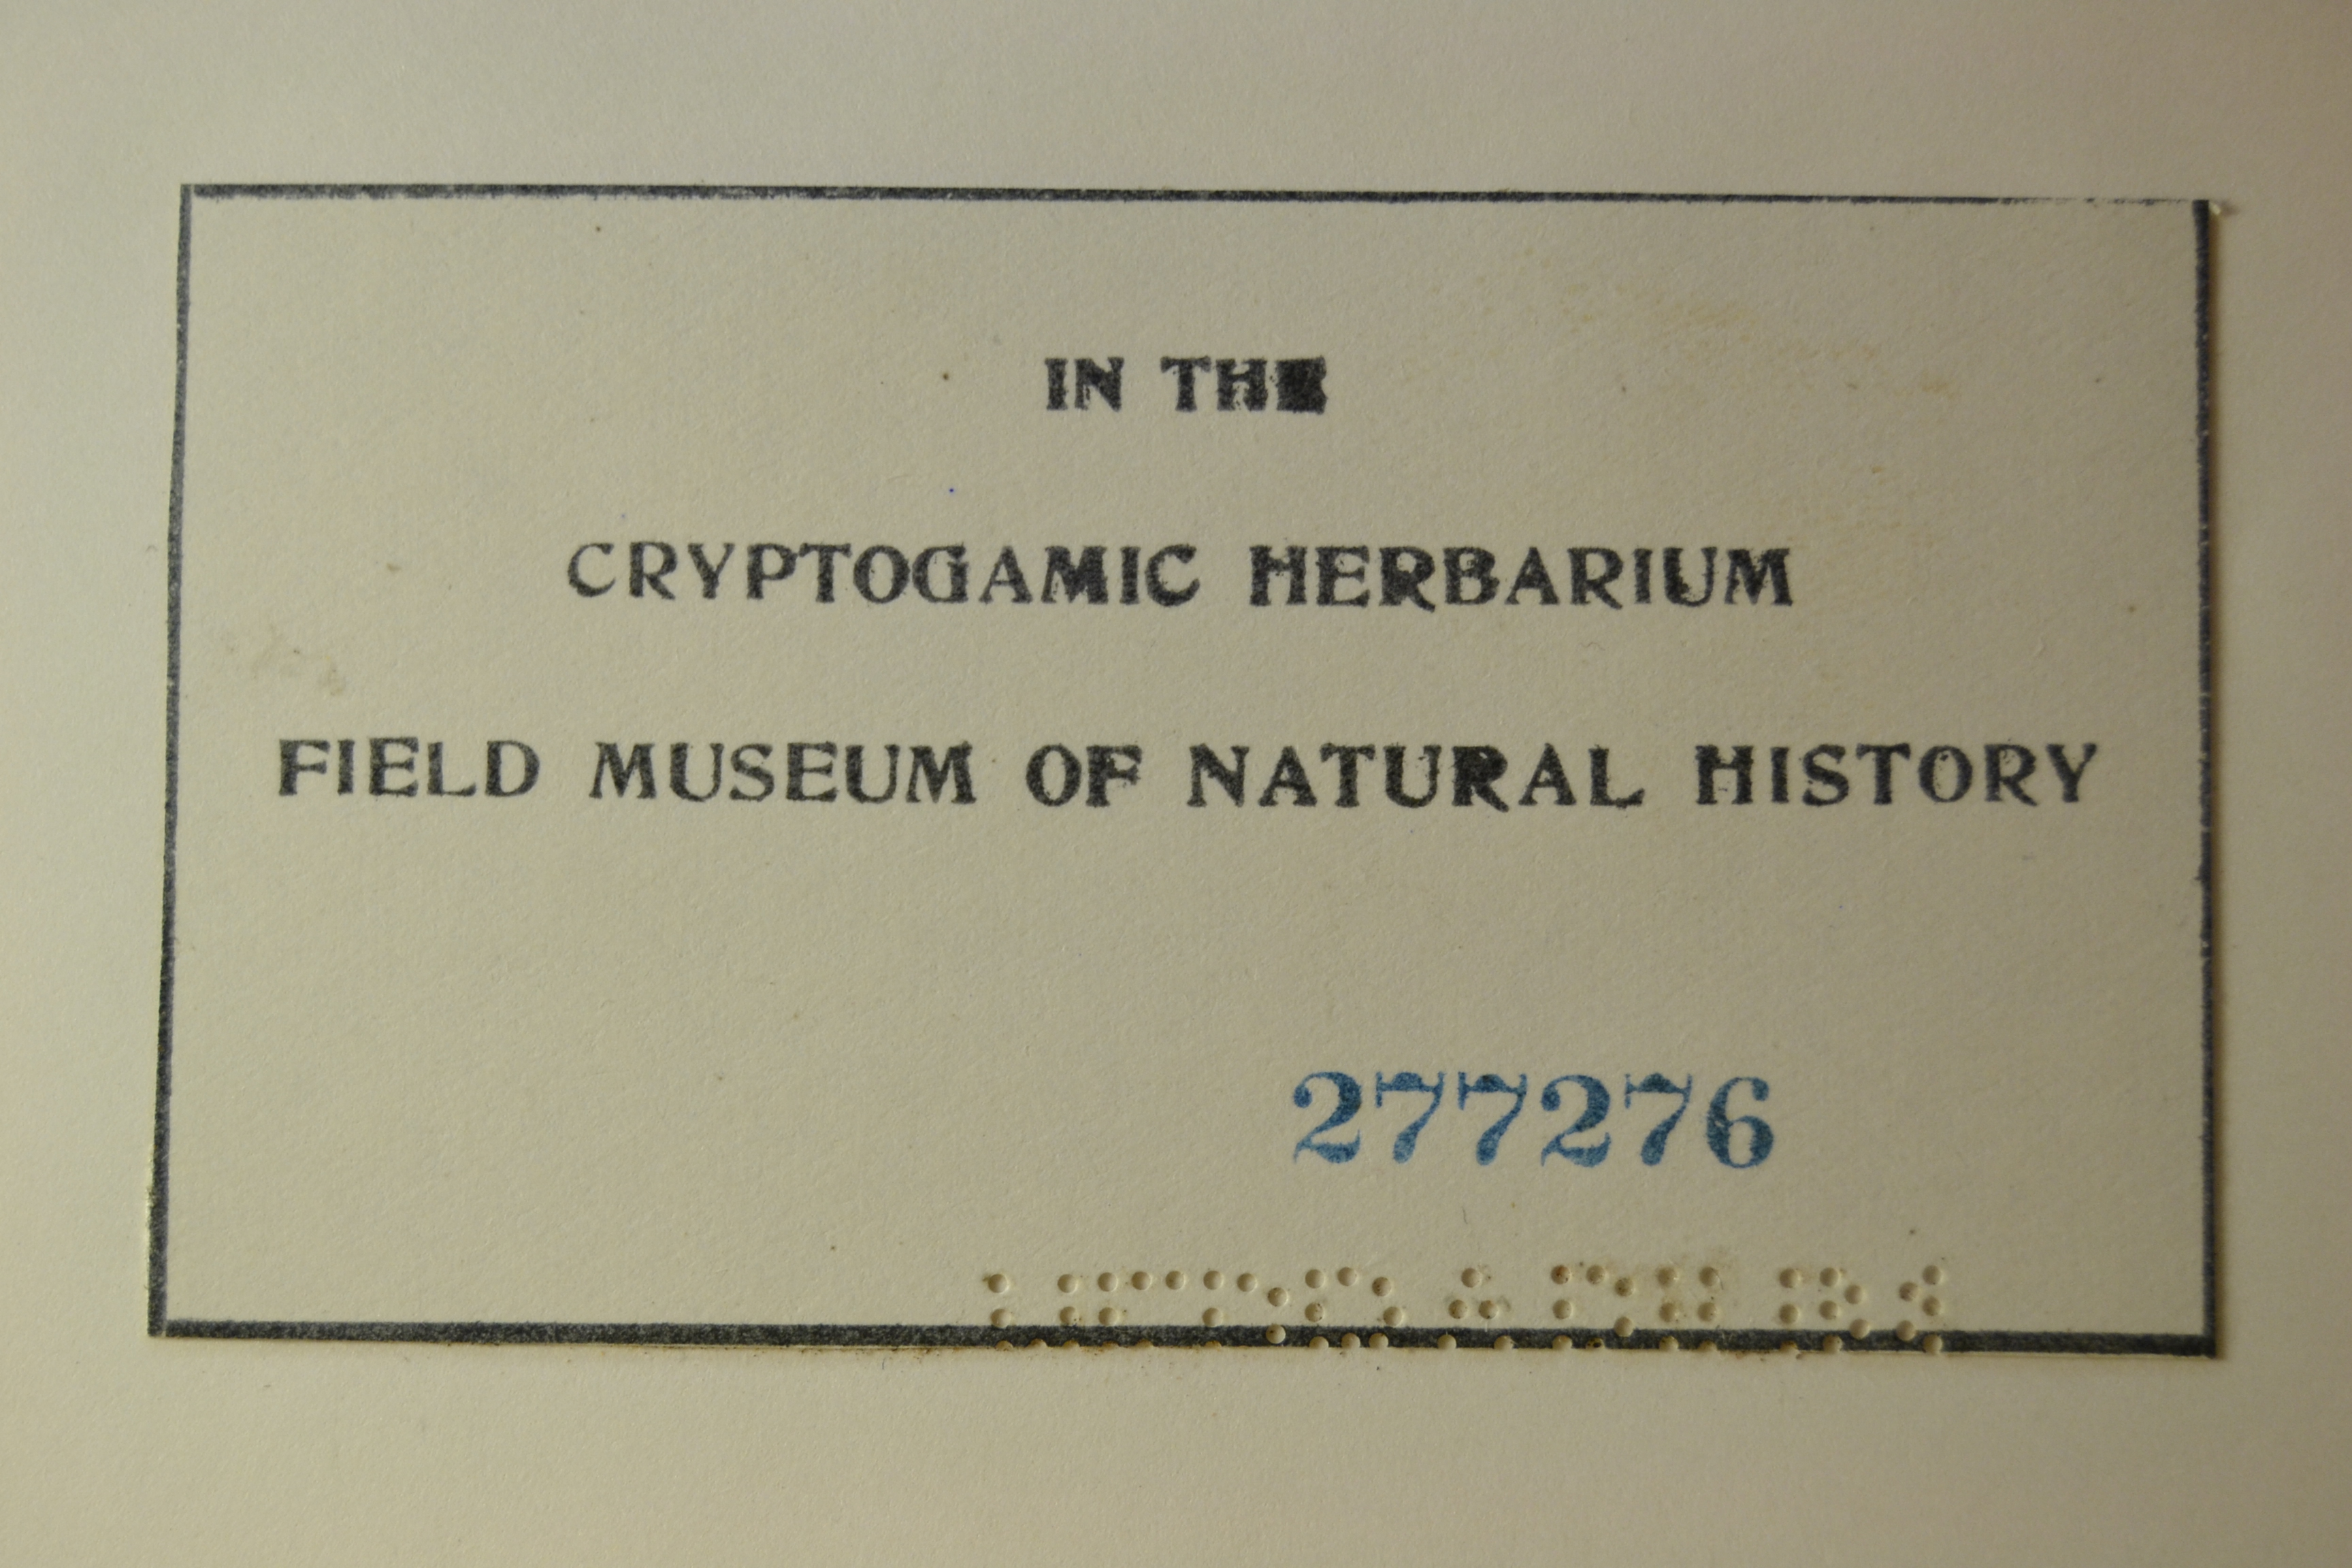 IN THE
CRYPTOGAMIC HERBARIUM
FIELD MUSEUM OF NATURAL HISTORY
277276